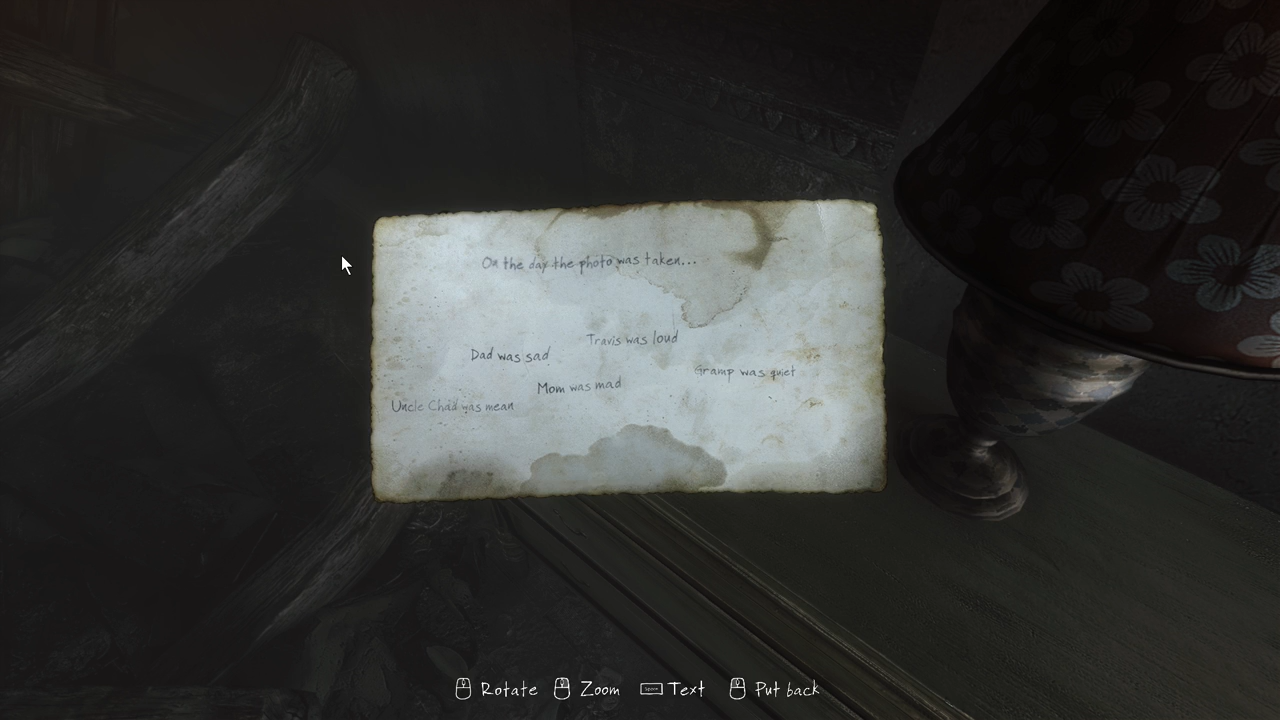 On the day the photo was taken...
Travis was loud
Dad was sad
Gramp was quiet
Mom was mad
Uncle Chad was mean
Rotate Zoom Space Text Put back